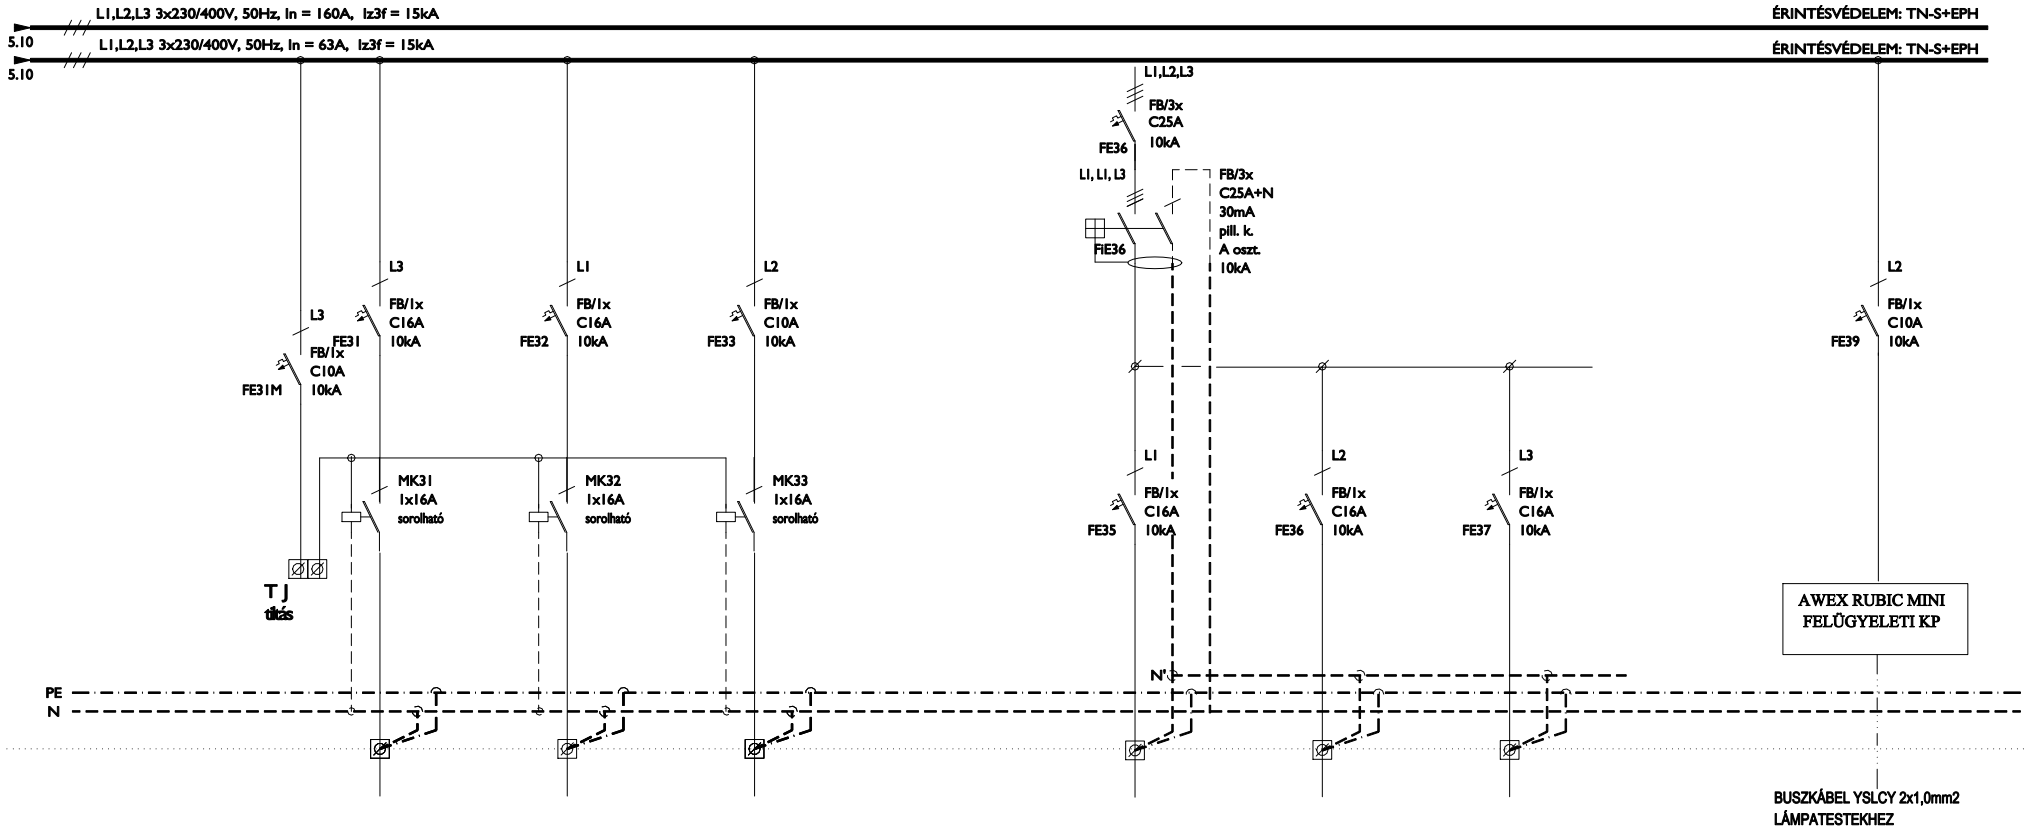 L1,L2,L3 3x230/400V, 50Hz, In = 160A, Iz3f = 15kA
ÉRINTÉSVÉDELEM: TN-S+EPH
5.10
L1,L2,L3 3x230/400V, 50Hz, In = 63A, Iz3f = 15kA
ÉRINTÉSVÉDELEM: TN-S+EPH
5.10
L1,L2,L3
FB/3x
C25A
10kA
FE36
L1, L1, L3
FB/3x
C25A+N
30mA
pill. k.
A oszt.
10kA
FiE36
L3
FB/1x
C10A
10kA
FE31M
L3
FB/1x
C16A
10kA
FE31
L1
FB/1x
C16A
10kA
FE32
L2
FB/1x
C10A
10kA
FE33
L2
FB/1x
C10A
10kA
FE39
MK31
1x16A
sorolható
MK32
1x16A
sorolható
MK33
1x16A
sorolható
L1
FB/1x
C16A
10kA
FE35
L2
FB/1x
C16A
10kA
FE36
L3
FB/1x
C16A
10kA
FE37
T J
AWEX RUBIC MINI
FELÜGYELETI KP
N'
PE
N
BUSZKÁBEL YSLCY 2x1,0mm2
LÁMPATESTEKHEZ